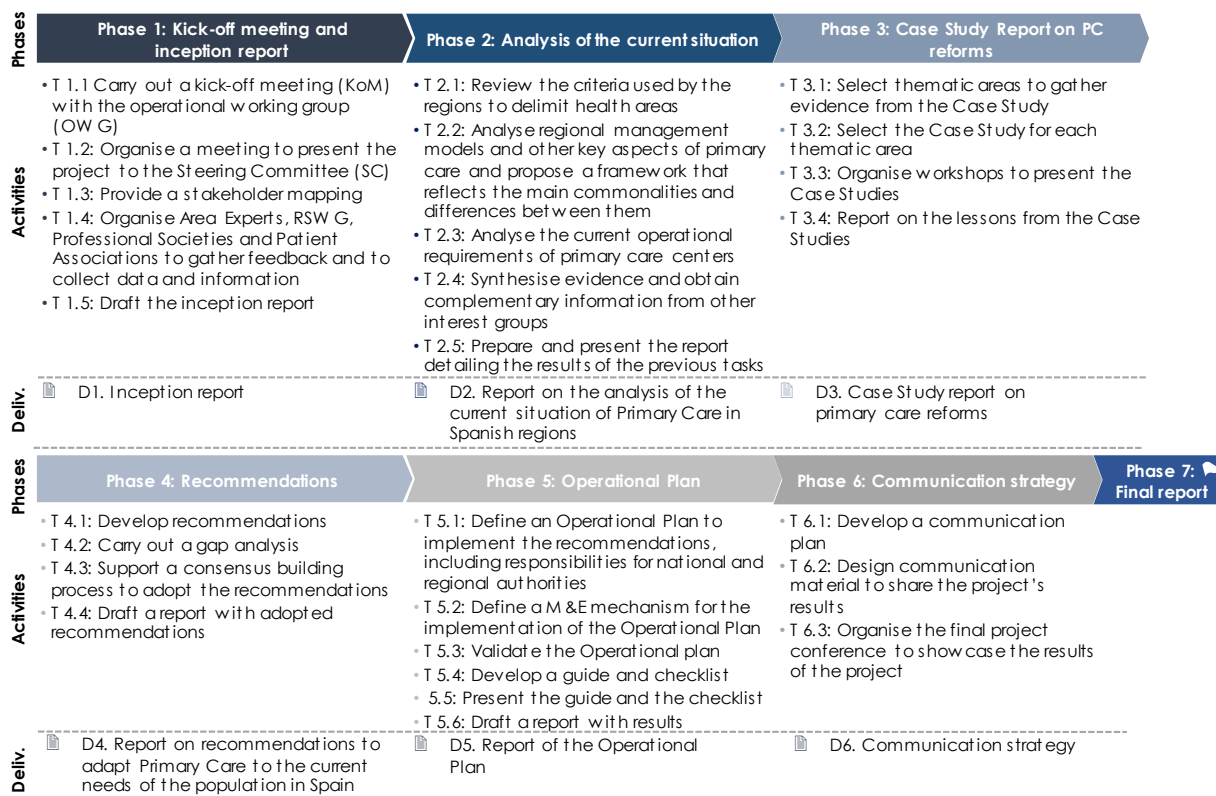 Phases
Phase 1: Kick-off meeting and
inception report
Phase 2: Analysis of the current situation
Phase 3: Case Study Report on PC
reforms
Activities
• T 1.1 Carry out a kick-off meeting (KoM)
with the operational working group
(OWG)
• T 1.2: Organise a meeting to present the
project to the Steering Committee (SC)
• T 1.3: Provide a stakeholder mapping
• T 1.4: Organise Area Experts, RSWG,
Professional Societies and Patient
Associations to gather feedback and to
collect data and information
• T 1.5: Draft the inception report
• T 2.1: Review the criteria used by the
regions to delimit health areas
• T 2.2: Analyse regional management
models and other key aspects of primary
care and propose a framework that
reflects the main commonalities and
differences between them
• T 2.3: Analyse the current operational
requirements of primary care centers
• T 2.4: Synthesise evidence and obtain
complementary information from other
interest groups
• T 2.5: Prepare and present the report
detailing the results of the previous tasks
• T 3.1: Select thematic areas to gather
evidence from the Case Study
• T 3.2: Select the Case Study for each
thematic area
• T 3.3: Organise workshops to present the
Case Studies
• T 3.4: Report on the lessons from the Case
Studies
Deliv.
D1. Inception report
D2. Report on the analysis of the
current situation of Primary Care in
Spanish regions
D3. Case Study report on
primary care reforms
Phases
Phase 4: Recommendations
Phase 5: Operational Plan
Phase 6: Communication strategy
Phase 7:
Final report
Activities
• T 4.1: Develop recommendations
• T 4.2: Carry out a gap analysis
• T 4.3: Support a consensus building
process to adopt the recommendations
• T 4.4: Draft a report with adopted
recommendations
• T 5.1: Define an Operational Plan to
implement the recommendations,
including responsibilities for national and
regional authorities
• T 5.2: Define a M&E mechanism for the
implementation of the Operational Plan
• T 5.3: Validate the Operational plan
• T 5.4: Develop a guide and checklist
• 5.5: Present the guide and the checklist
• T 5.6: Draft a report with results
• T 6.1: Develop a communication
plan
• T 6.2: Design communication
material to share the project's
results
• T 6.3: Organise the final project
conference to showcase the results
of the project
Deliv.
D4. Report on recommendations to
adapt Primary Care to the current
needs of the population in Spain
D5. Report of the Operational
Plan
D6. Communication strategy